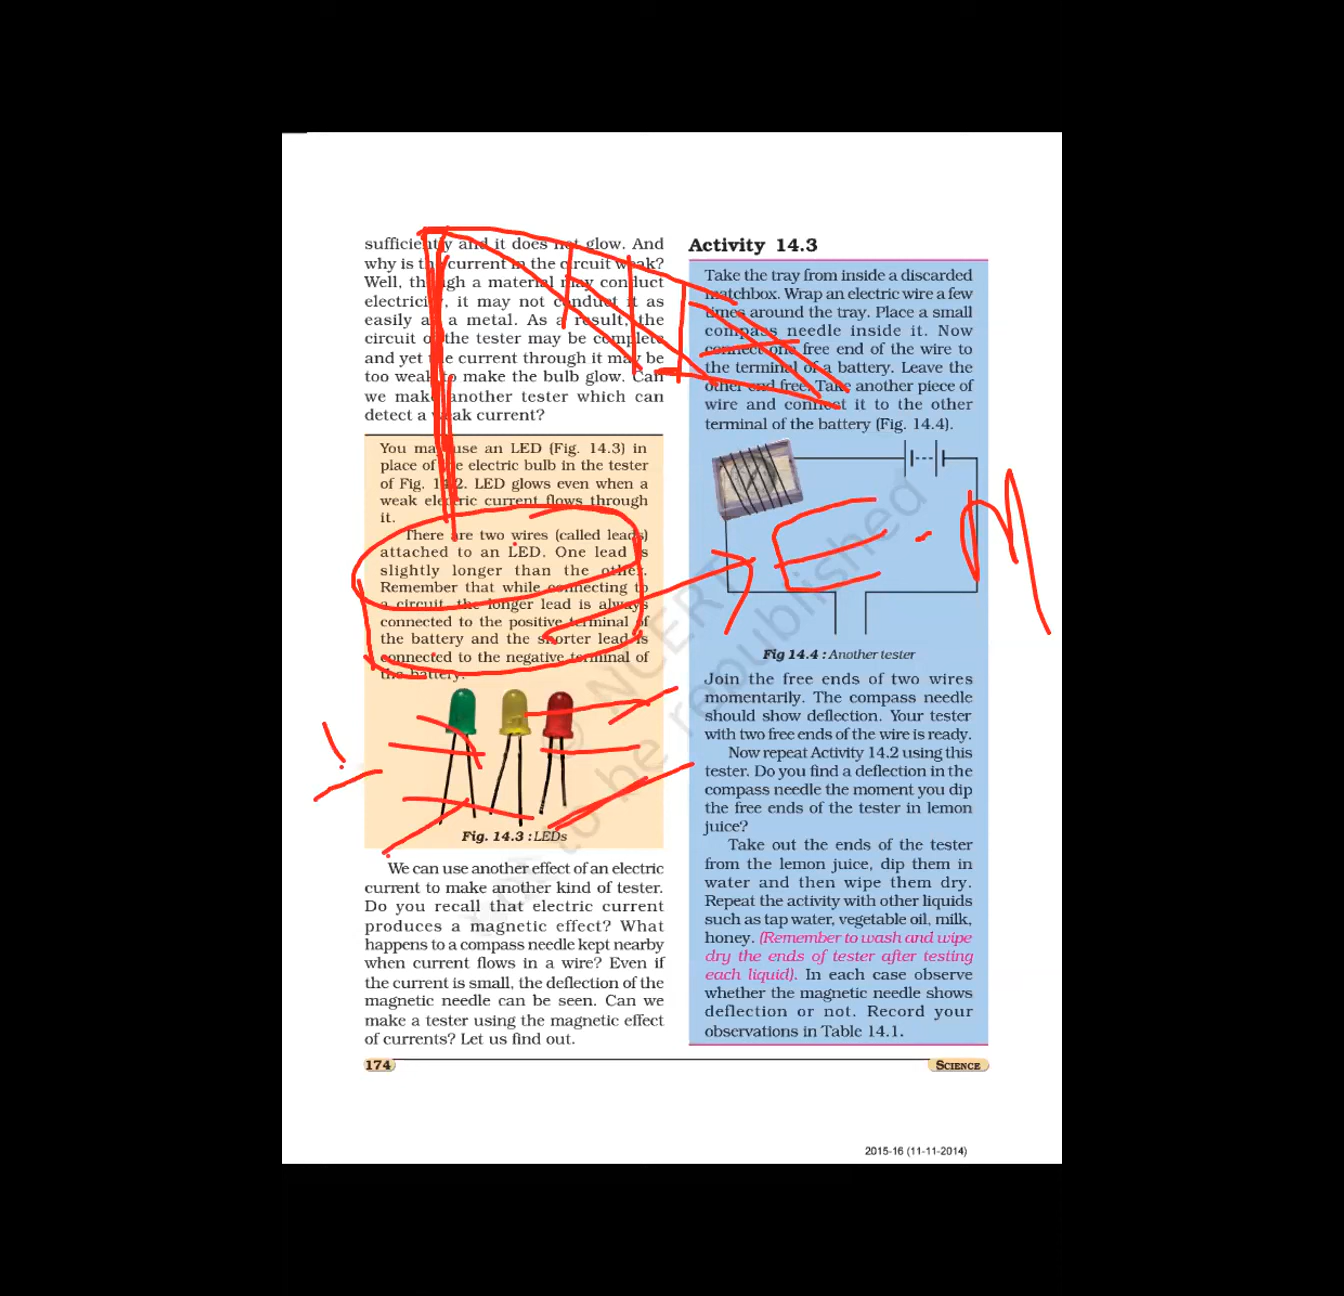 sufficiently and it does not glow. And
why is the current in the circuit weak?
Well, though a material may conduct
electricity, it may not conduct it as
easily as a metal. As a result, the
circuit of the tester may be complete
and yet the current through it may be
too weak to make the bulb glow. Can
we make another tester which can
detect a weak current?
You may use an LED (Fig. 14.3) in
place of the electric bulb in the tester
of Fig. 14.2. LED glows even when a
weak electric current flows through
it.
There are two wires (called leads)
attached to an LED. One lead is
slightly longer than the other.
Remember that while connecting to
a circuit, the longer lead is always
connected to the positive terminal of
the battery and the shorter lead is
connected to the negative terminal of
the battery.
Fig. 14.3 : LEDs
We can use another effect of an electric
current to make another kind of tester.
Do you recall that electric current
produces a magnetic effect? What
happens to a compass needle kept nearby
when current flows in a wire? Even if
the current is small, the deflection of the
magnetic needle can be seen. Can we
make a tester using the magnetic effect
of currents? Let us find out.
Activity 14.3
Take the tray from inside a discarded
matchbox. Wrap an electric wire a few
times around the tray. Place a small
compass needle inside it. Now
connect one free end of the wire to
the terminal of a battery. Leave the
other end free. Take another piece of
wire and connect it to the other
terminal of the battery (Fig. 14.4).
E - M
Fig 14.4 : Another tester
Join the free ends of two wires
momentarily. The compass needle
should show deflection. Your tester
with two free ends of the wire is ready.
Now repeat Activity 14.2 using this
tester. Do you find a deflection in the
compass needle the moment you dip
the free ends of the tester in lemon
juice?
Take out the ends of the tester
from the lemon juice, dip them in
water and then wipe them dry.
Repeat the activity with other liquids
such as tap water, vegetable oil, milk,
honey. (Remember to wash and wipe
dry the ends of tester after testing
each liquid). In each case observe
whether the magnetic needle shows
deflection or not. Record your
observations in Table 14.1.
© NCERT
not to be republished
174
SCIENCE
2015-16 (11-11-2014)